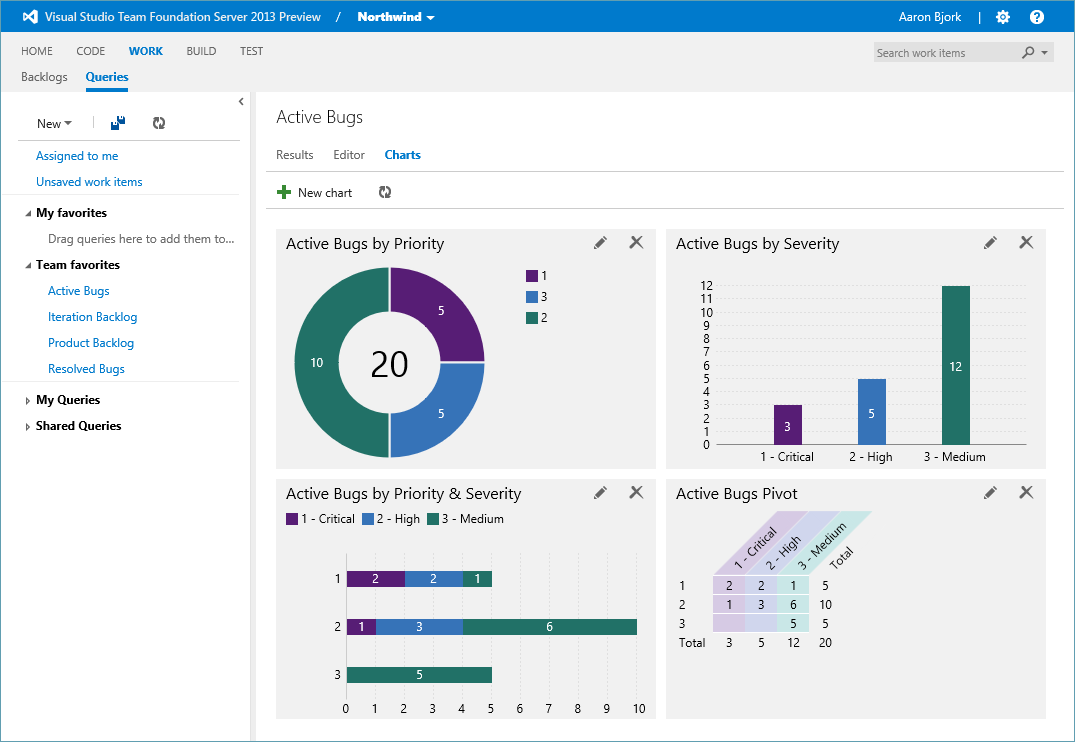 Visual Studio Team Foundation Server 2013 Preview / Northwind
Aaron Bjork |
HOME CODE WORK BUILD TEST
Search work items
Backlogs Queries
New
Assigned to me
Unsaved work items
My favorites
Drag queries here to add them to...
Team favorites
Active Bugs
Iteration Backlog
Product Backlog
Resolved Bugs
My Queries
Shared Queries
Active Bugs
Results Editor Charts
New chart
Active Bugs by Priority
1
3
2
5
10
20
5
Active Bugs by Severity
12
11
10
9
8
7
6
5
4
3
2
1
0
3
5
12
1 - Critical 2 - High 3 - Medium
Active Bugs by Priority & Severity
1 - Critical 2 - High 3 - Medium
1 2 2 1
2 1 3 6
3 5
0 1 2 3 4 5 6 7 8 9 10
Active Bugs Pivot
1 - Critical 2 - High 3 - Medium Total
1 2 2 1 5
2 1 3 6 10
3 5 5
Total 3 5 12 20